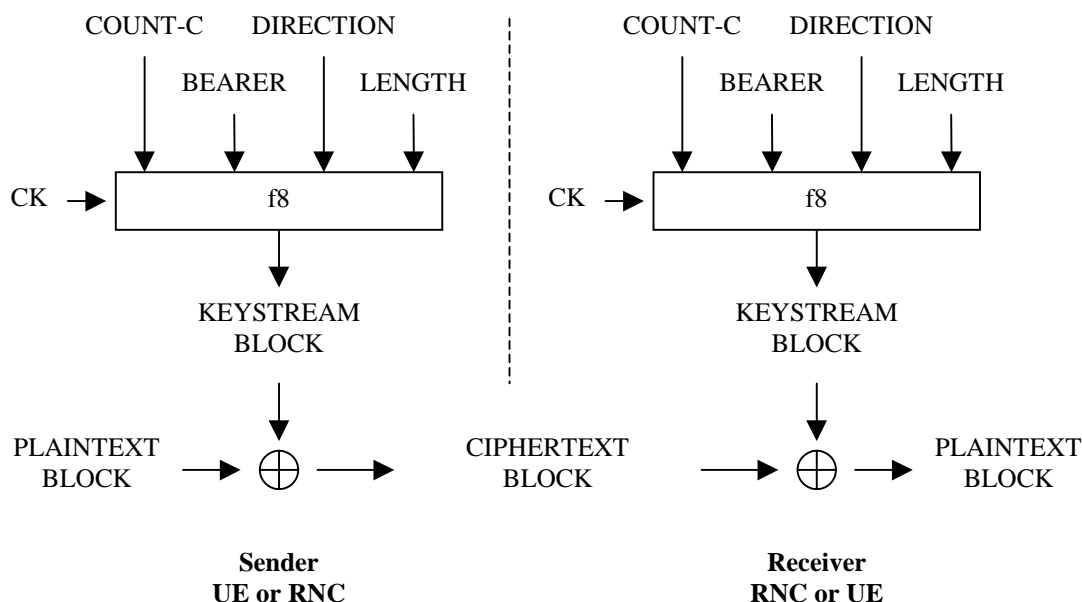 COUNT-C DIRECTION COUNT-C DIRECTION
BEARER LENGTH BEARER LENGTH
CK f8 CK f8
KEYSTREAM BLOCK KEYSTREAM BLOCK
PLAINTEXT BLOCK CIPHERTEXT BLOCK PLAINTEXT BLOCK
Sender Receiver
UE or RNC RNC or UE